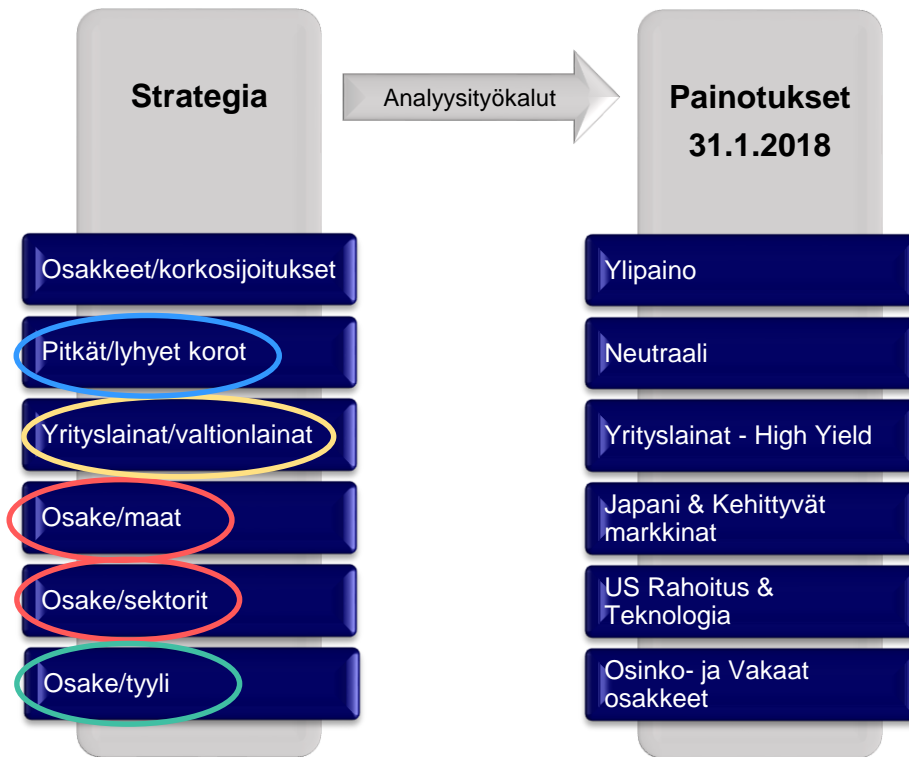 Strategia
Analyysityökalut
Painotukset
31.1.2018
Osakkeet/korkosijoitukset
Ylipaino
Pitkät/lyhyet korot
Neutraali
Yrityslainat/valtionlainat
Yrityslainat - High Yield
Osake/maat
Japani & Kehittyvät
markkinat
Osake/sektorit
US Rahoitus &
Teknologia
Osake/tyyli
Osinko- ja Vakaat
osakkeet